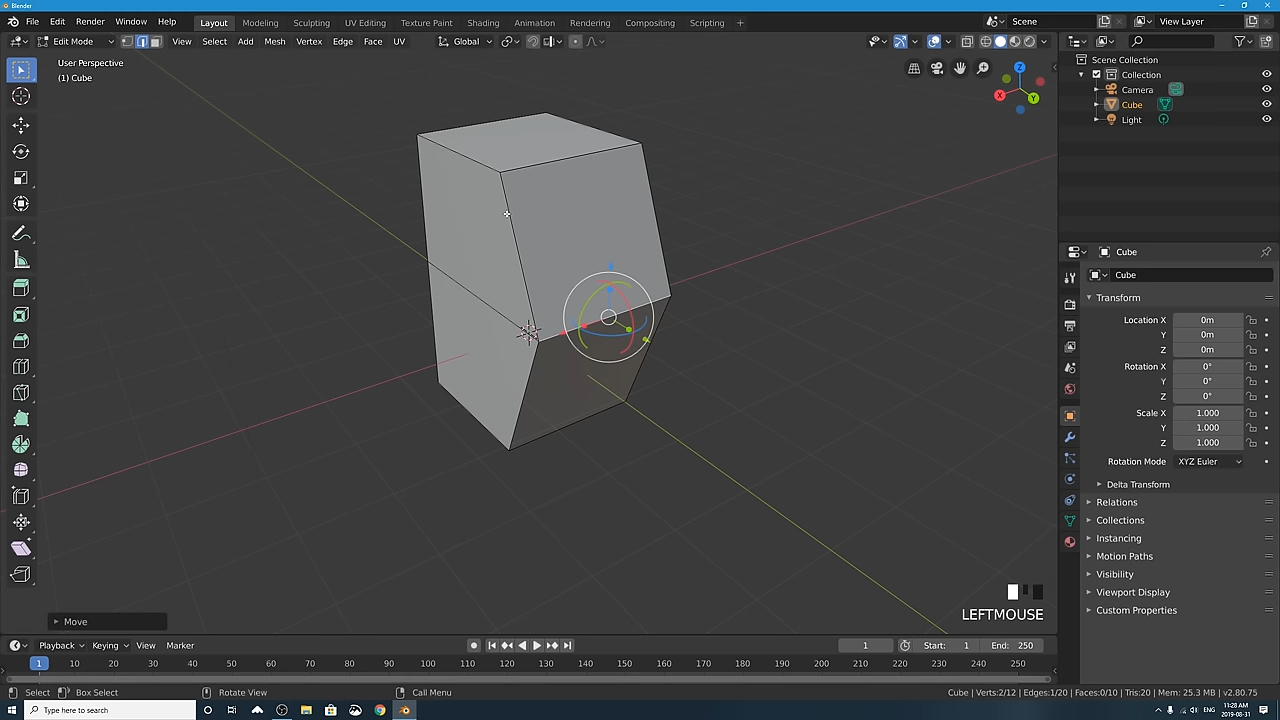 Blender
File Edit Render Window Help Layout Modeling Sculpting UV Editing Texture Paint Shading Animation Rendering Compositing Scripting + Scene View Layer
Edit Mode View Select Add Mesh Vertex Edge Face UV Global
User Perspective
(1) Cube
Scene Collection
Collection
Camera
Cube
Light
Z
X
Y
Cube
Cube
Transform
Location X 0m
Y 0m
Z 0m
Rotation X 0°
Y 0°
Z 0°
Scale X 1.000
Y 1.000
Z 1.000
Rotation Mode XYZ Euler
Delta Transform
Relations
Collections
Instancing
Motion Paths
Visibility
Viewport Display
Custom Properties
LEFTMOUSE
Move
Playback Keying View Marker 1 Start: 1 End: 250
1 10 20 30 40 50 60 70 80 90 100 110 120 130 140 150 160 170 180 190 200 210 220 230 240 250
Select Box Select Rotate View Call Menu Cube | Verts:2/12 | Edges:1/20 | Faces:0/10 | Tris:20 | Mem: 25.3 MB | v2.80.75
Type here to search ENG 11:28 AM
2019-08-31